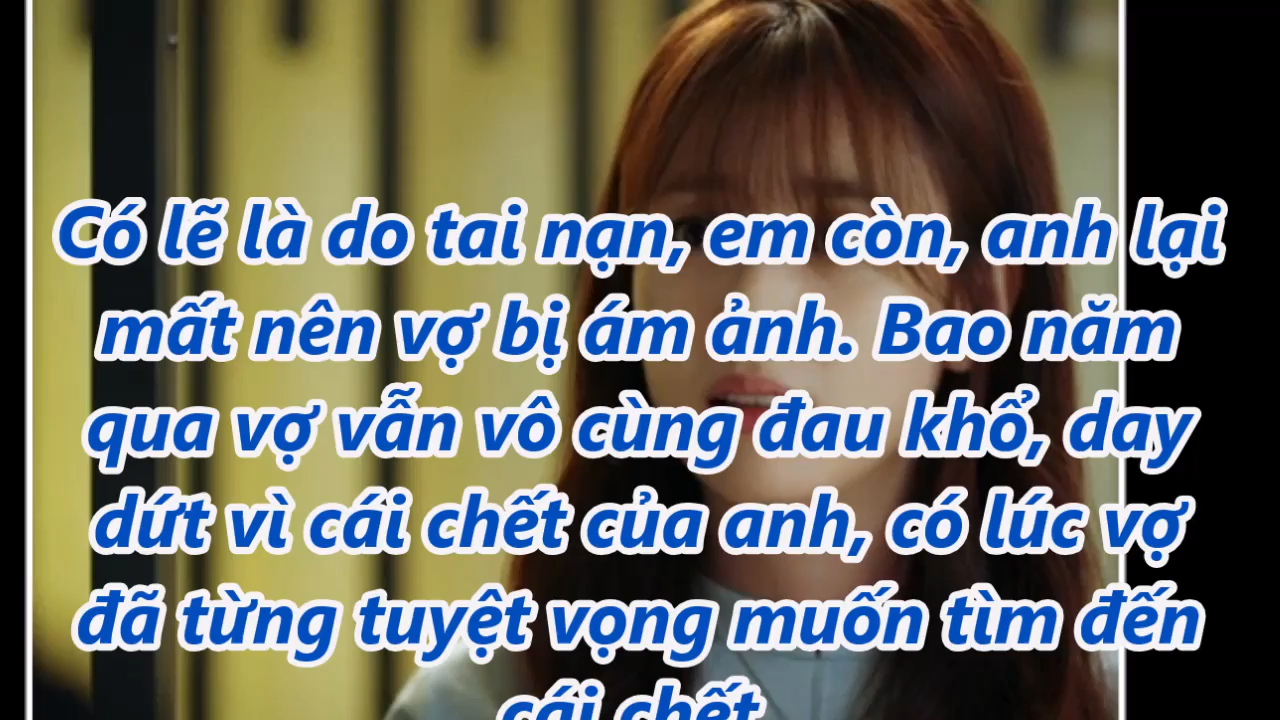 Có lẽ là do tai nạn, em còn, anh lại
mất nên vợ bị ám ảnh. Bao năm
qua vợ vẫn vô cùng đau khổ, day
dứt vì cái chết của anh, có lúc vợ
đã từng tuyệt vọng muốn tìm đến
cái chết